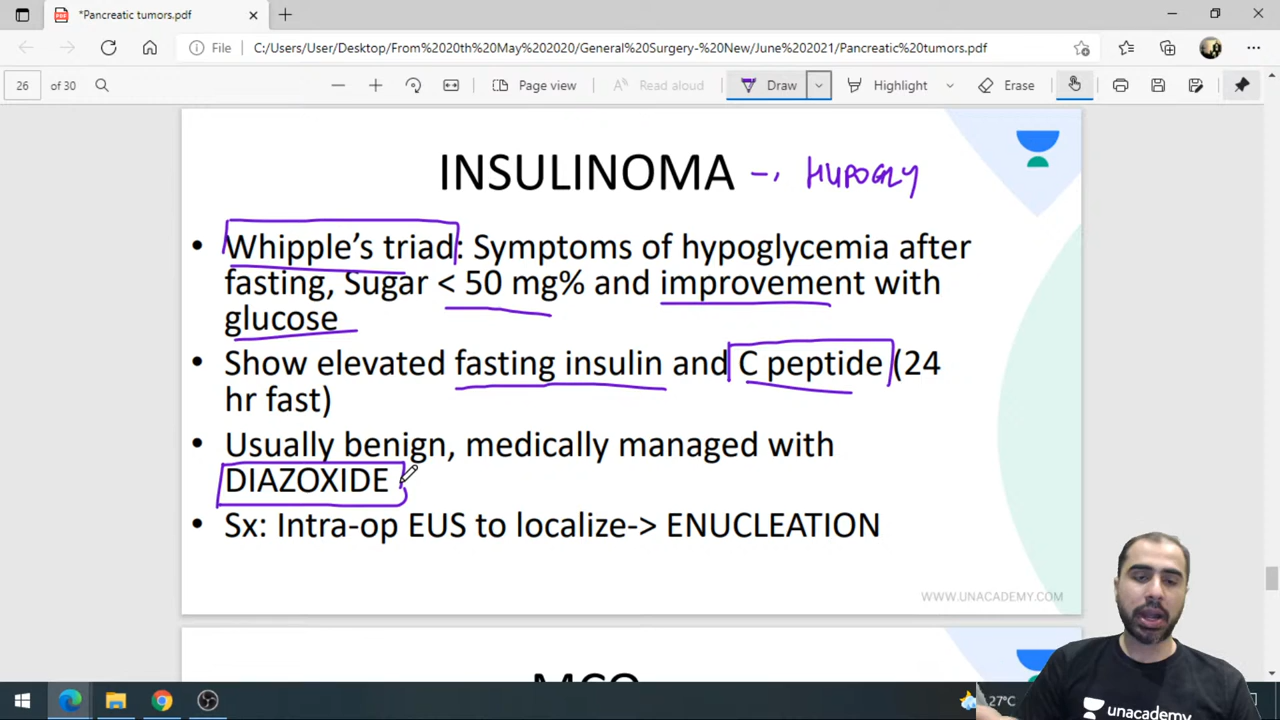 *Pancreatic tumors.pdf
File C:/Users/User/Desktop/From%2020th%20May%202020/General%20Surgery-%20New/June%202021/Pancreatic%20tumors.pdf
26 of 30 Page view Read aloud Draw Highlight Erase
INSULINOMA -, HYPOGLY
• Whipple's triad: Symptoms of hypoglycemia after
fasting, Sugar < 50 mg% and improvement with
glucose
• Show elevated fasting insulin and C peptide (24
hr fast)
• Usually benign, medically managed with
DIAZOXIDE
• Sx: Intra-op EUS to localize-> ENUCLEATION
WWW.UNACADEMY.COM
MCQ
27°C
unacademy